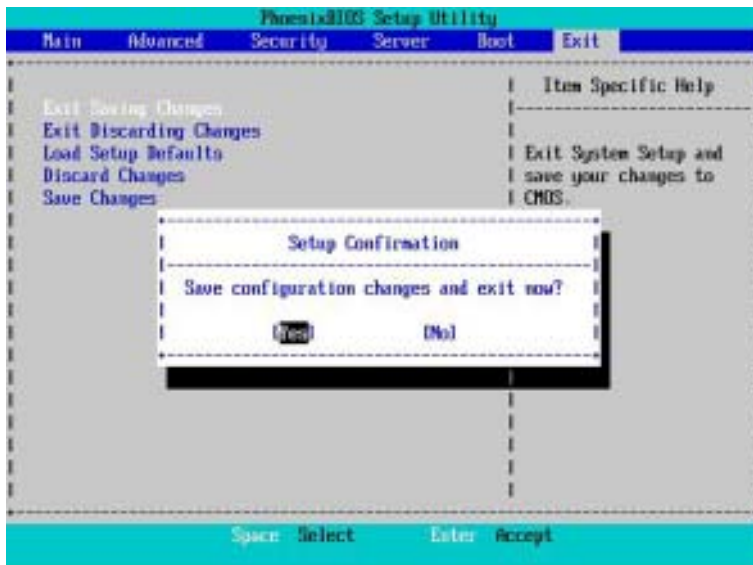 PhoenixBIOS Setup Utility
Main Advanced Security Server Boot Exit
Item Specific Help
Exit Saving Changes
Exit Discarding Changes
Load Setup Defaults
Discard Changes
Save Changes
Exit System Setup and
save your changes to
CMOS.
Setup Confirmation
Save configuration changes and exit now?
[Yes] [No]
Space Select Enter Accept